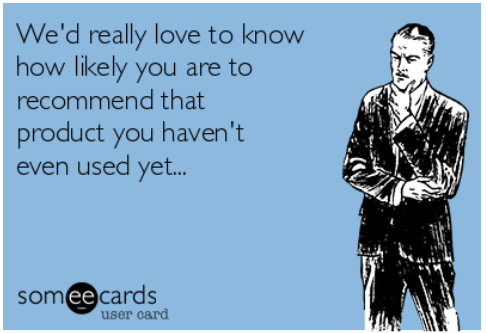 We'd really love to know
how likely you are to
recommend that
product you haven't
even used yet...
someecards
user card